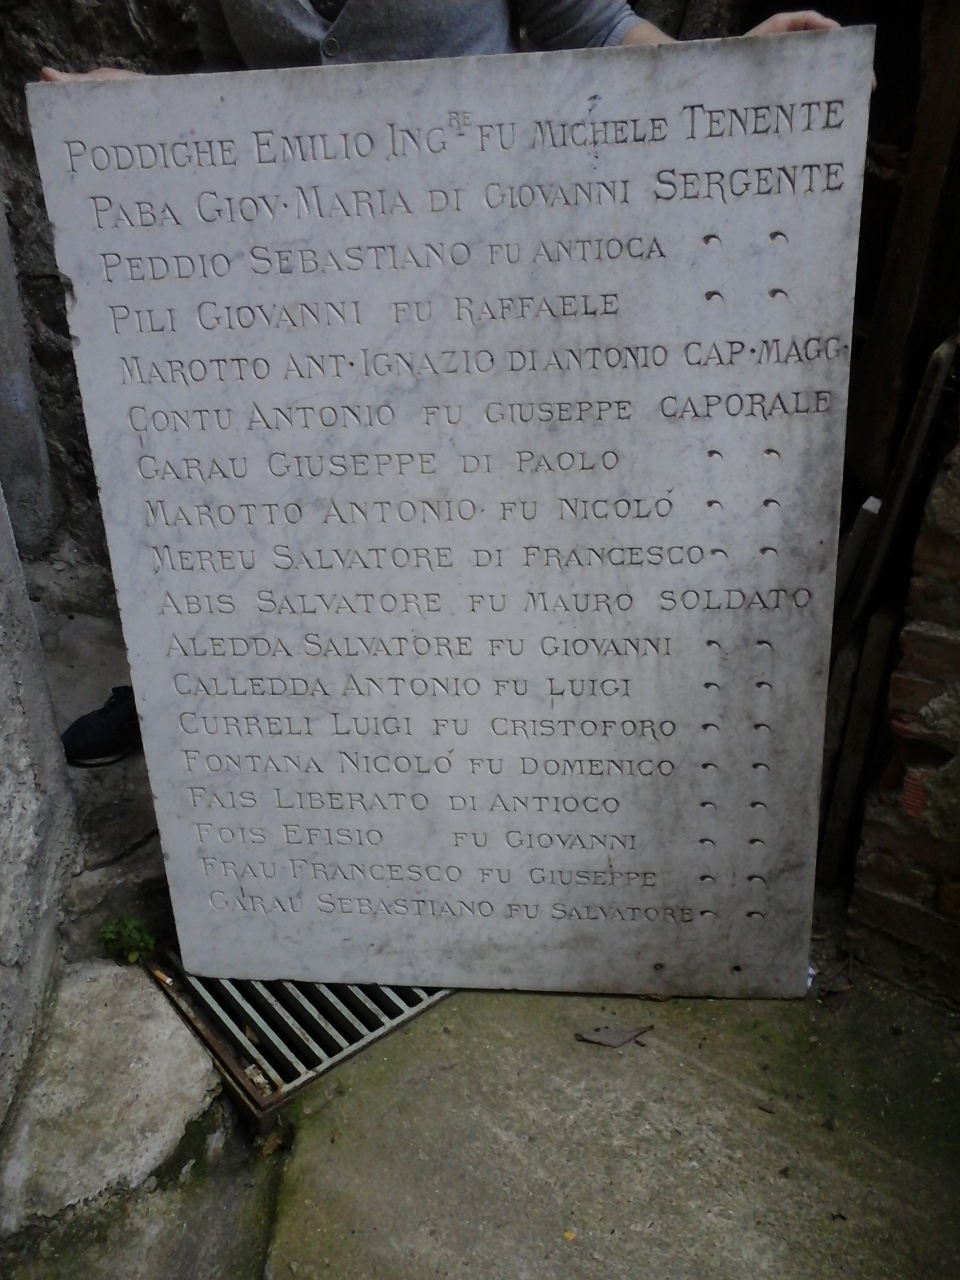 PODDIGHE EMILIO ING.RE FU MICHELE TENENTE
PABA GIOV. MARIA DI GIOVANNI SERGENTE
PEDDIO SEBASTIANO FU ANTIOCA " "
PILI GIOVANNI FU RAFFAELE " "
MAROTTO ANT. IGNAZIO DI ANTONIO CAP. MAGG.
CONTU ANTONIO FU GIUSEPPE CAPORALE
GARAU GIUSEPPE DI PAOLO " "
MAROTTO ANTONIO FU NICOLÓ " "
MEREU SALVATORE DI FRANCESCO " "
ABIS SALVATORE FU MAURO SOLDATO
ALEDDA SALVATORE FU GIOVANNI " "
CALLEDDA ANTONIO FU LUIGI " "
CURRELI LUIGI FU CRISTOFORO " "
FONTANA NICOLÓ FU DOMENICO " "
FAIS LIBERATO DI ANTIOCO " "
FOIS EFISIO FU GIOVANNI " "
FRAU FRANCESCO FU GIUSEPPE " "
GARAU SEBASTIANO FU SALVATORE " "